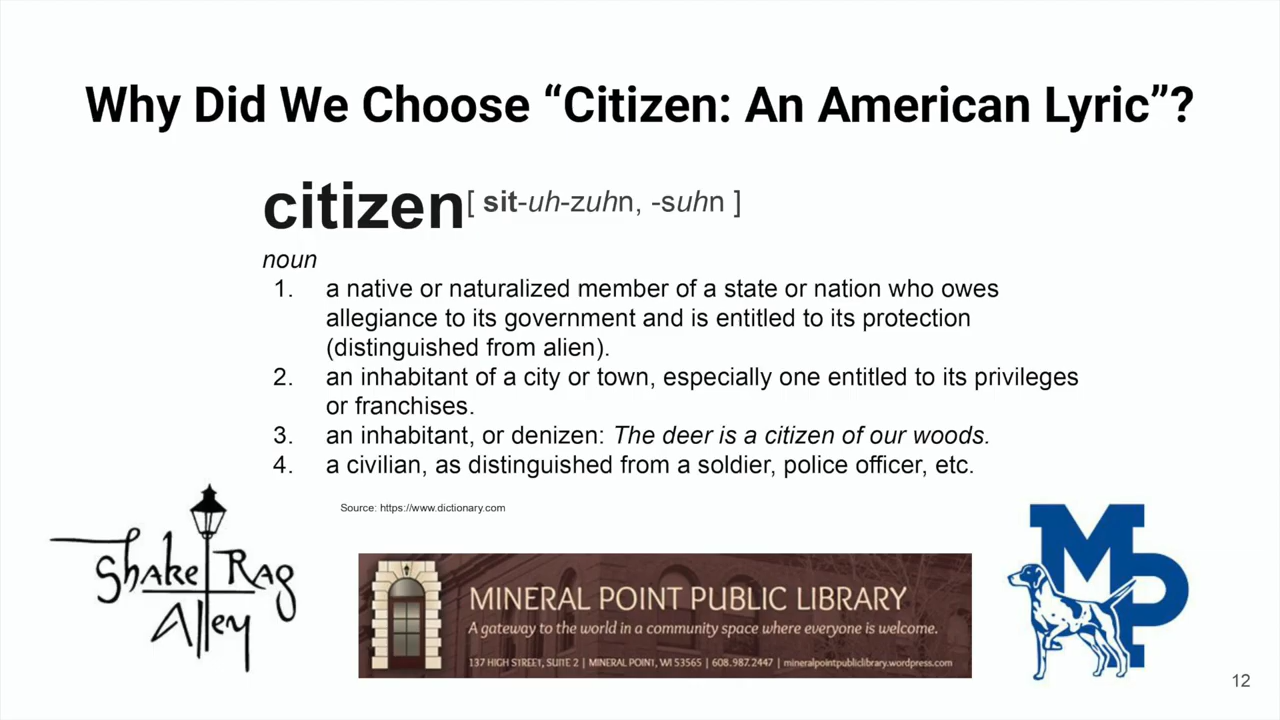 Why Did We Choose “Citizen: An American Lyric”?
citizen[ sit-uh-zuhn, -suhn ]
noun
1. a native or naturalized member of a state or nation who owes
allegiance to its government and is entitled to its protection
(distinguished from alien).
2. an inhabitant of a city or town, especially one entitled to its privileges
or franchises.
3. an inhabitant, or denizen: The deer is a citizen of our woods.
4. a civilian, as distinguished from a soldier, police officer, etc.
Source: https://www.dictionary.com
Shake Rag
Alley
MINERAL POINT PUBLIC LIBRARY
A gateway to the world in a community space where everyone is welcome.
137 HIGH STREET, SUITE 2 | MINERAL POINT, WI 53565 | 608.987.2447 | mineralpointpubliclibrary.wordpress.com
MP
12